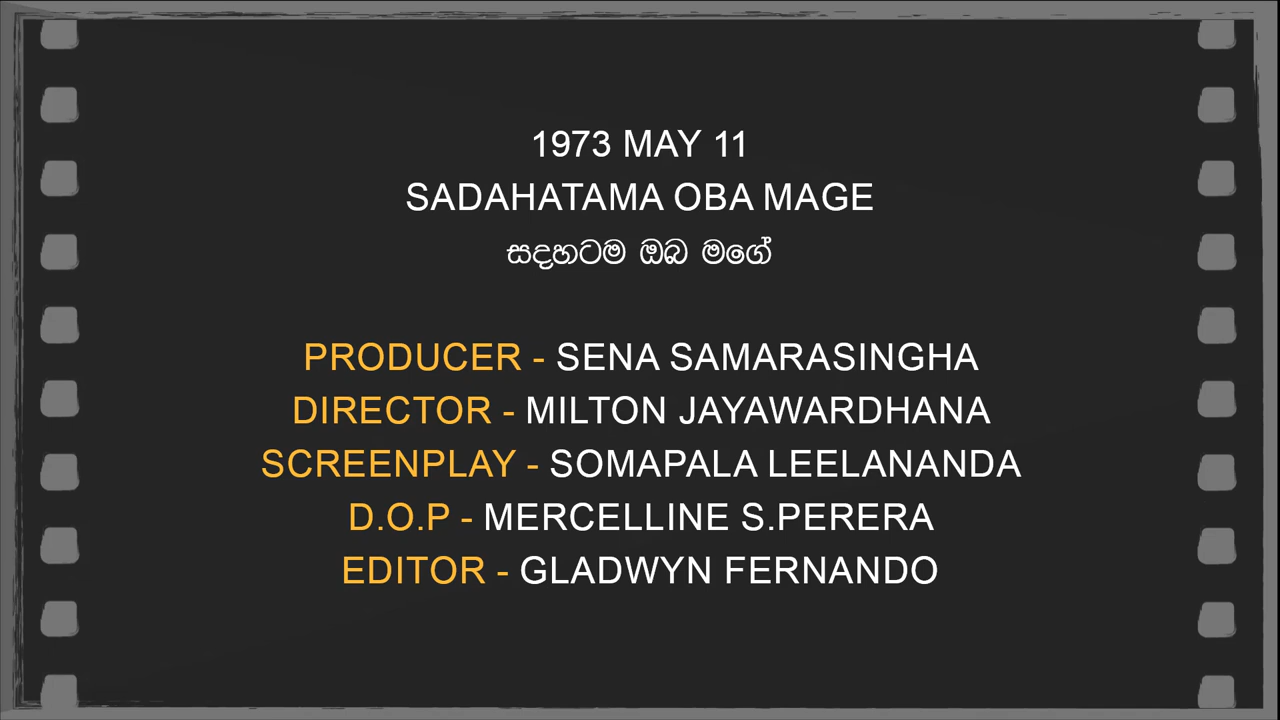 1973 MAY 11
SADAHATAMA OBA MAGE
සදහටම ඔබ මගේ
PRODUCER - SENA SAMARASINGHA
DIRECTOR - MILTON JAYAWARDHANA
SCREENPLAY - SOMAPALA LEELANANDA
D.O.P - MERCELLINE S.PERERA
EDITOR - GLADWYN FERNANDO